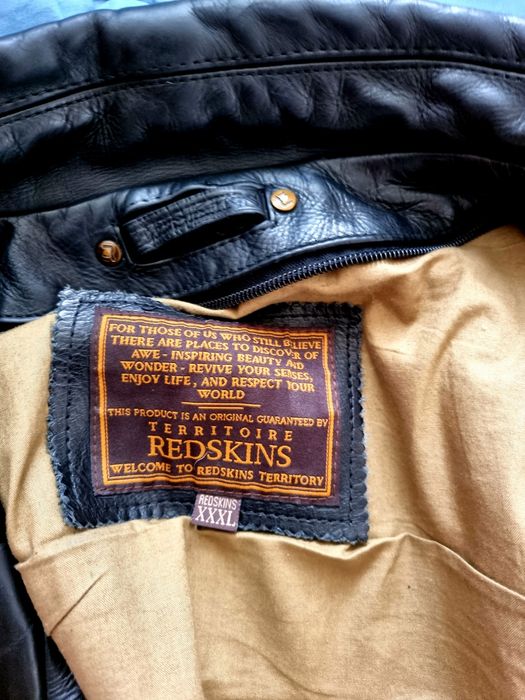 FOR THOSE OF US WHO STILL BELIEVE
THERE ARE PLACES TO DISCOVER OF
AWE - INSPIRING BEAUTY AND
WONDER - REVIVE YOUR SENSES,
ENJOY LIFE, AND RESPECT YOUR
WORLD
THIS PRODUCT IS AN ORIGINAL GUARANTEED BY
TERRITOIRE
REDSKINS
WELCOME TO REDSKINS TERRITORY
REDSKINS
XXXL